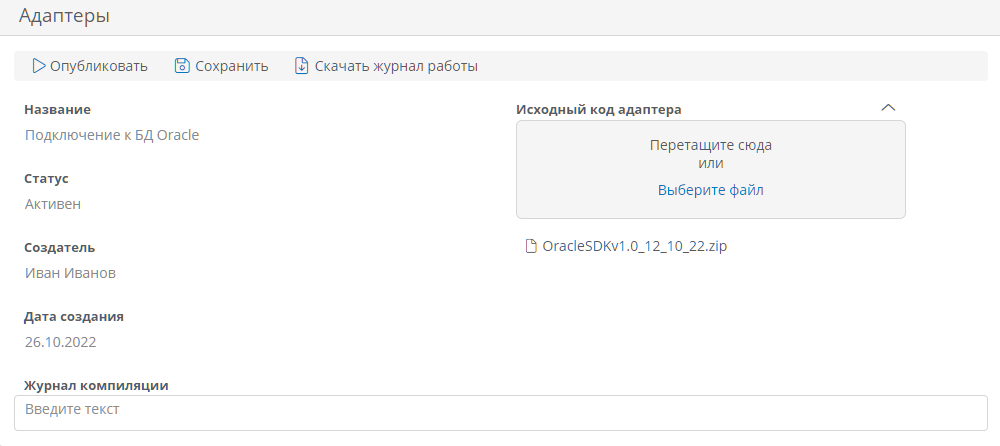 Адаптеры
Опубликовать Сохранить Скачать журнал работы
Название
Подключение к БД Oracle
Статус
Активен
Создатель
Иван Иванов
Дата создания
26.10.2022
Исходный код адаптера
Перетащите сюда
или
Выберите файл
OracleSDKv1.0_12_10_22.zip
Журнал компиляции
Введите текст